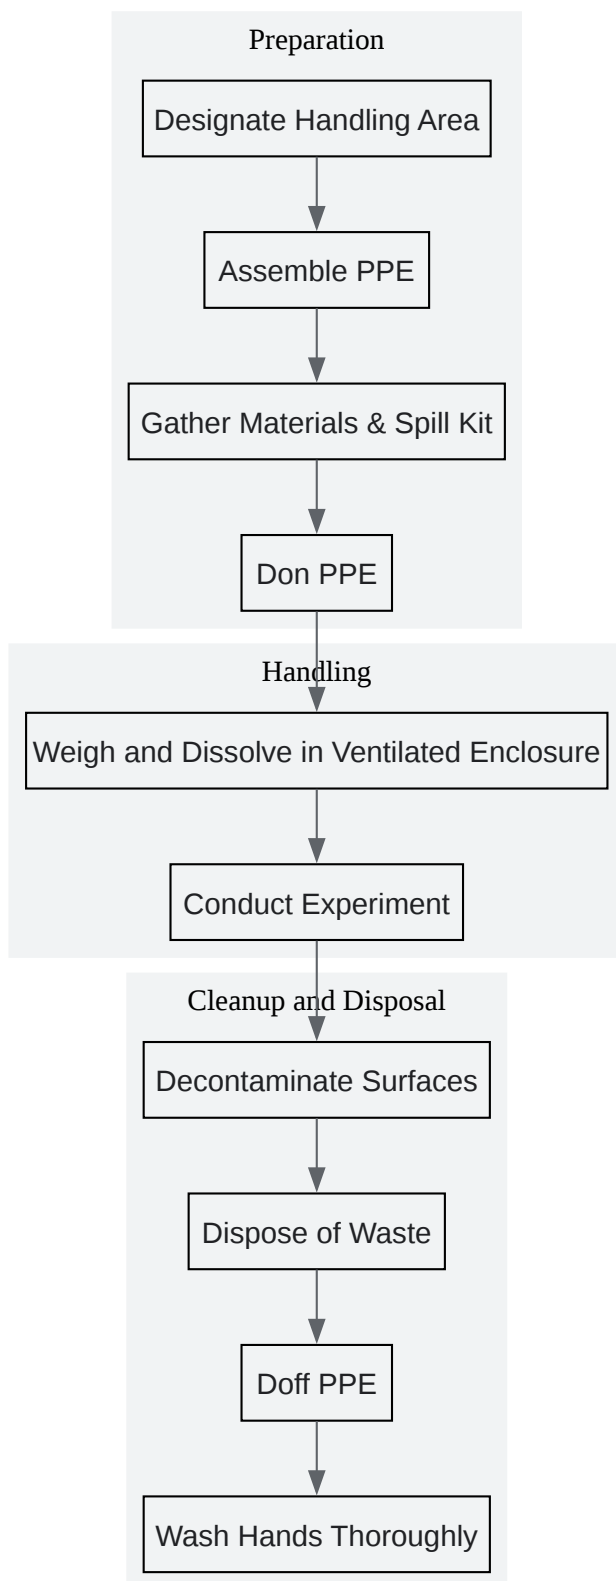 Preparation
Designate Handling Area
Assemble PPE
Gather Materials & Spill Kit
Don PPE
Handling
Weigh and Dissolve in Ventilated Enclosure
Conduct Experiment
Cleanup and Disposal
Decontaminate Surfaces
Dispose of Waste
Doff PPE
Wash Hands Thoroughly